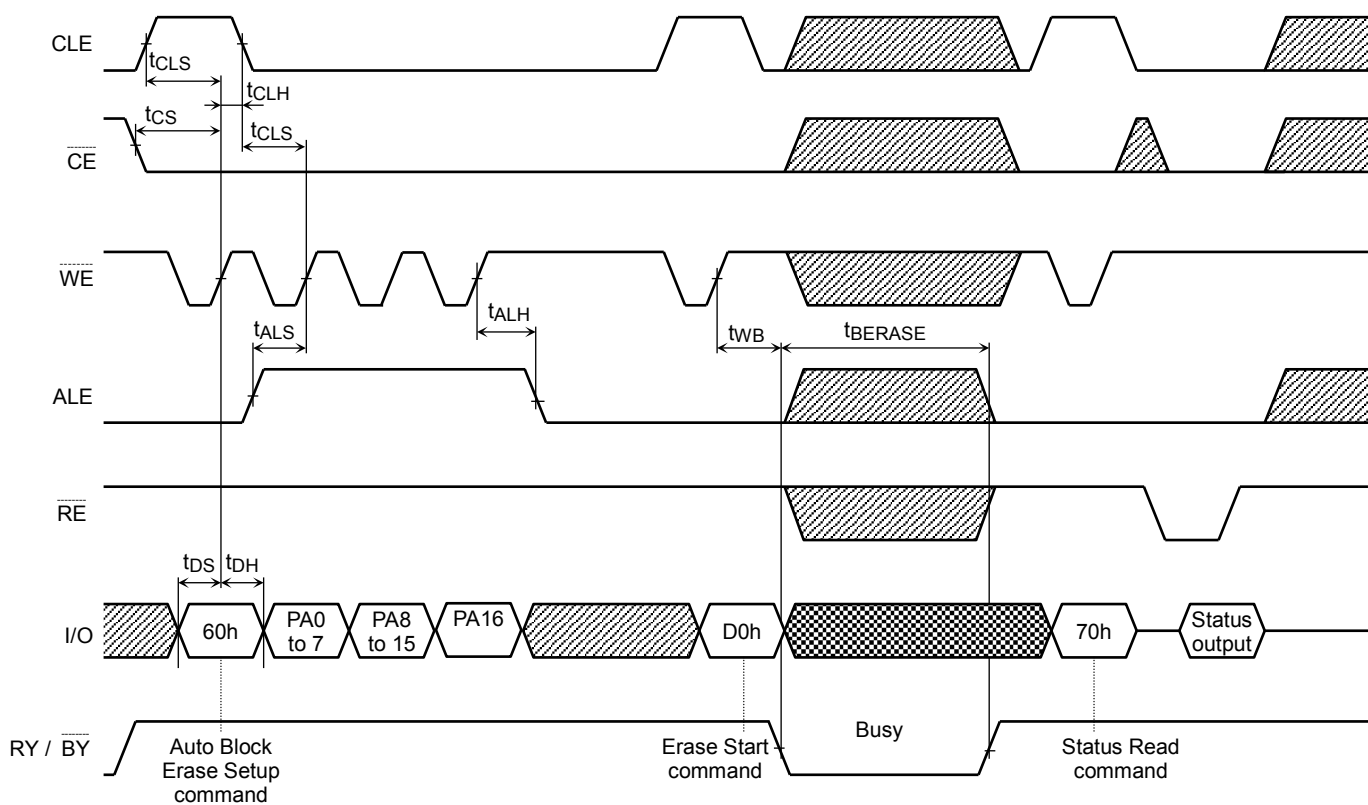 CLE
tCLS
tCLH
tCS
tCLS
CE
WE
tALS
tALH
tWB
tBERASE
ALE
RE
tDS
tDH
I/O
60h
PA0
to 7
PA8
to 15
PA16
D0h
70h
Status
output
RY / BY
Auto Block
Erase Setup
command
Erase Start
command
Busy
Status Read
command